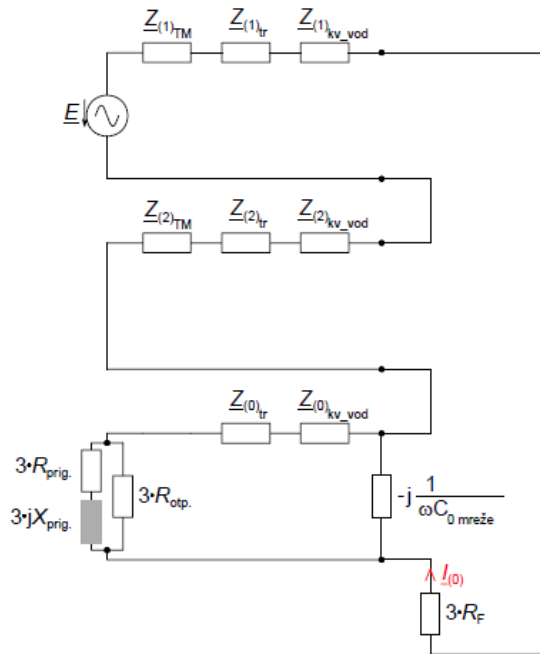 Z(1)TM Z(1)tr Z(1)kv_vod
E
Z(2)TM Z(2)tr Z(2)kv_vod
Z(0)tr Z(0)kv_vod
3•Rprig.
3•Rotp.
3•jXprig.
-j 1/ωC0 mreže
I(0)
3•RF